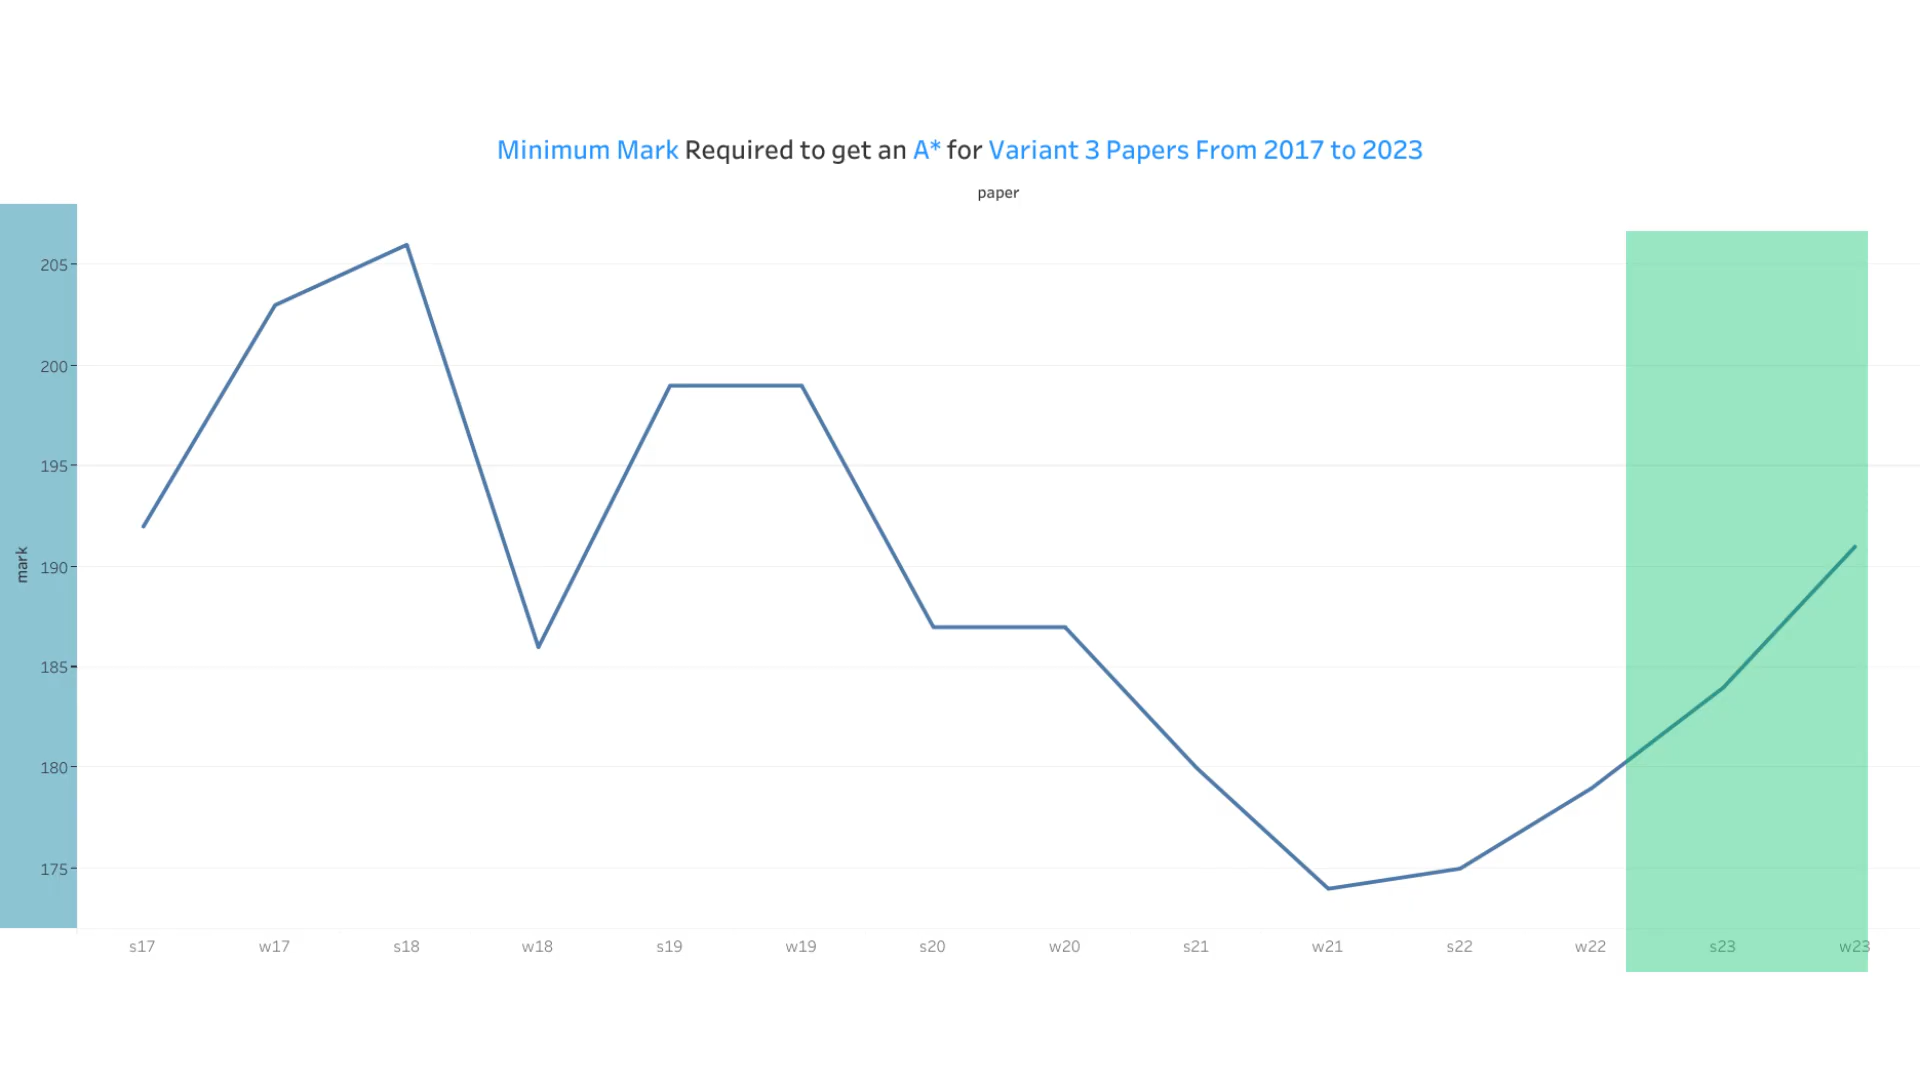 Minimum Mark Required to get an A* for Variant 3 Papers From 2017 to 2023
paper
205
200
195
190
185
180
175
mark
s17 w17 s18 w18 s19 w19 s20 w20 s21 w21 s22 w22 s23 w23